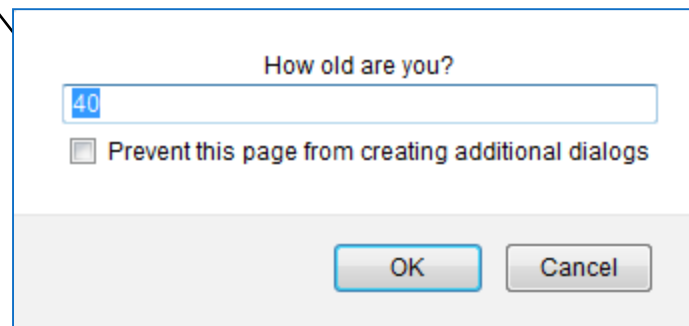 How old are you?
40
Prevent this page from creating additional dialogs
OK Cancel